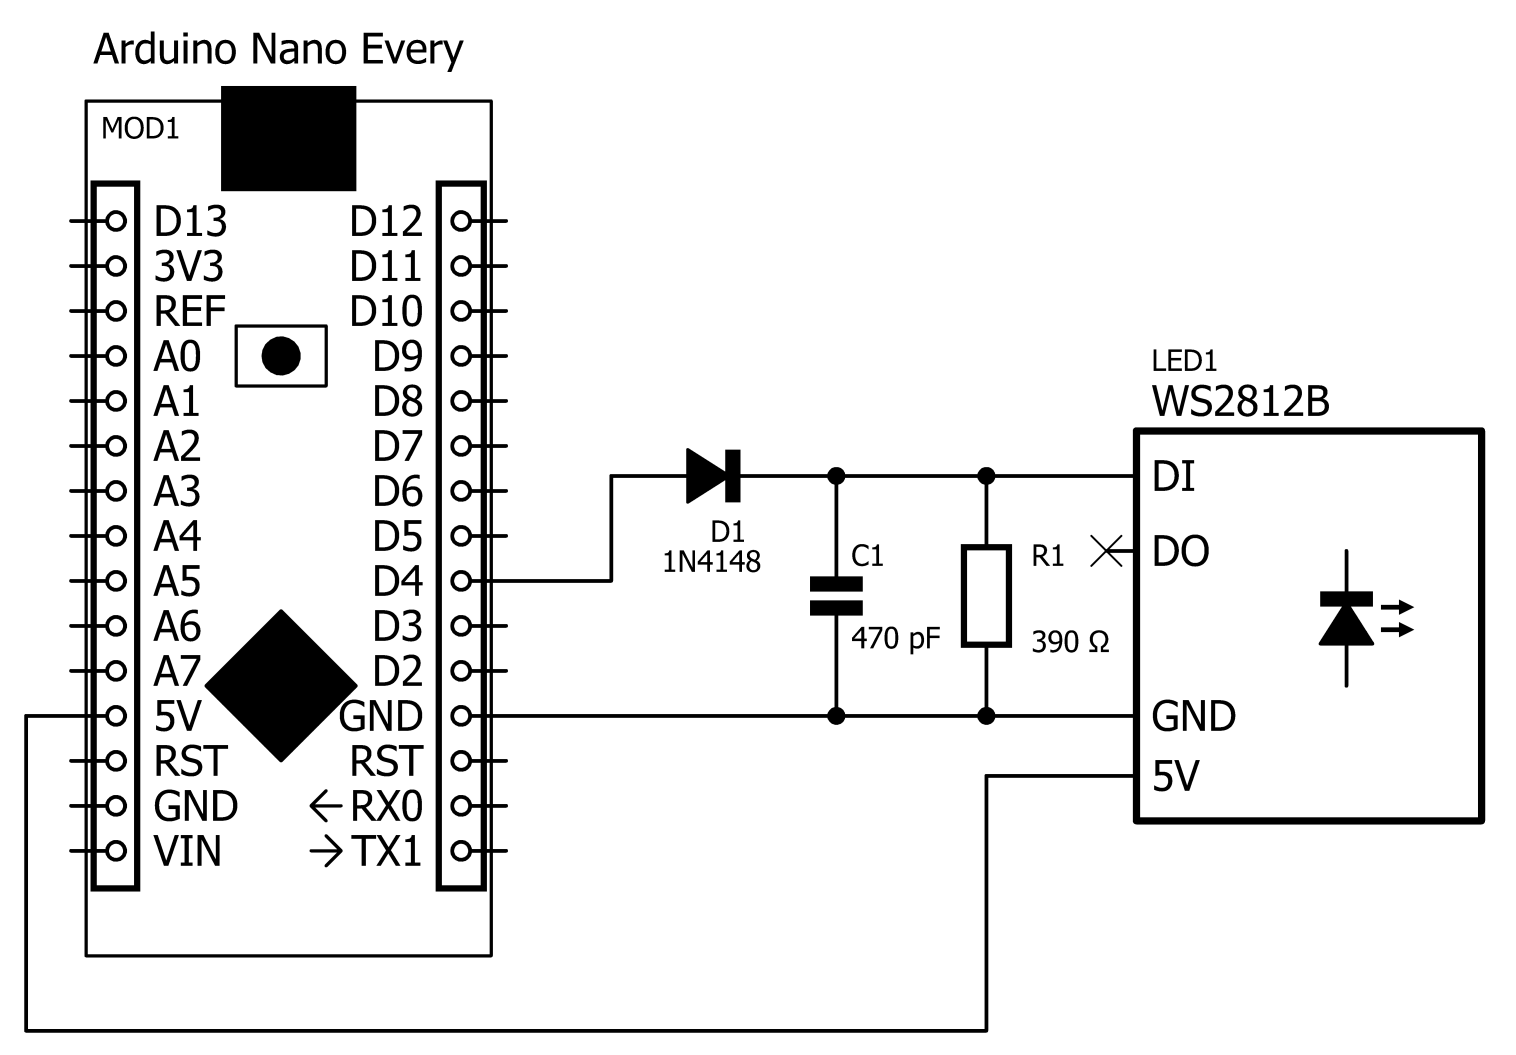 Arduino Nano Every
MOD1
D13 D12
3V3 D11
REF D10
A0 D9
A1 D8
A2 D7
A3 D6
A4 D5
A5 D4
A6 D3
A7 D2
5V GND
RST RST
GND ←RX0
VIN →TX1
D1
1N4148
C1
470 pF
R1
390 Ω
LED1
WS2812B
DI
DO
GND
5V